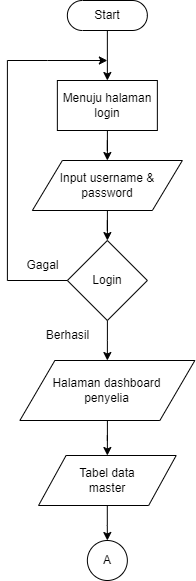 Start
Menuju halaman
login
Input username &
password
Gagal
Login
Berhasil
Halaman dashboard
penyelia
Tabel data
master
A